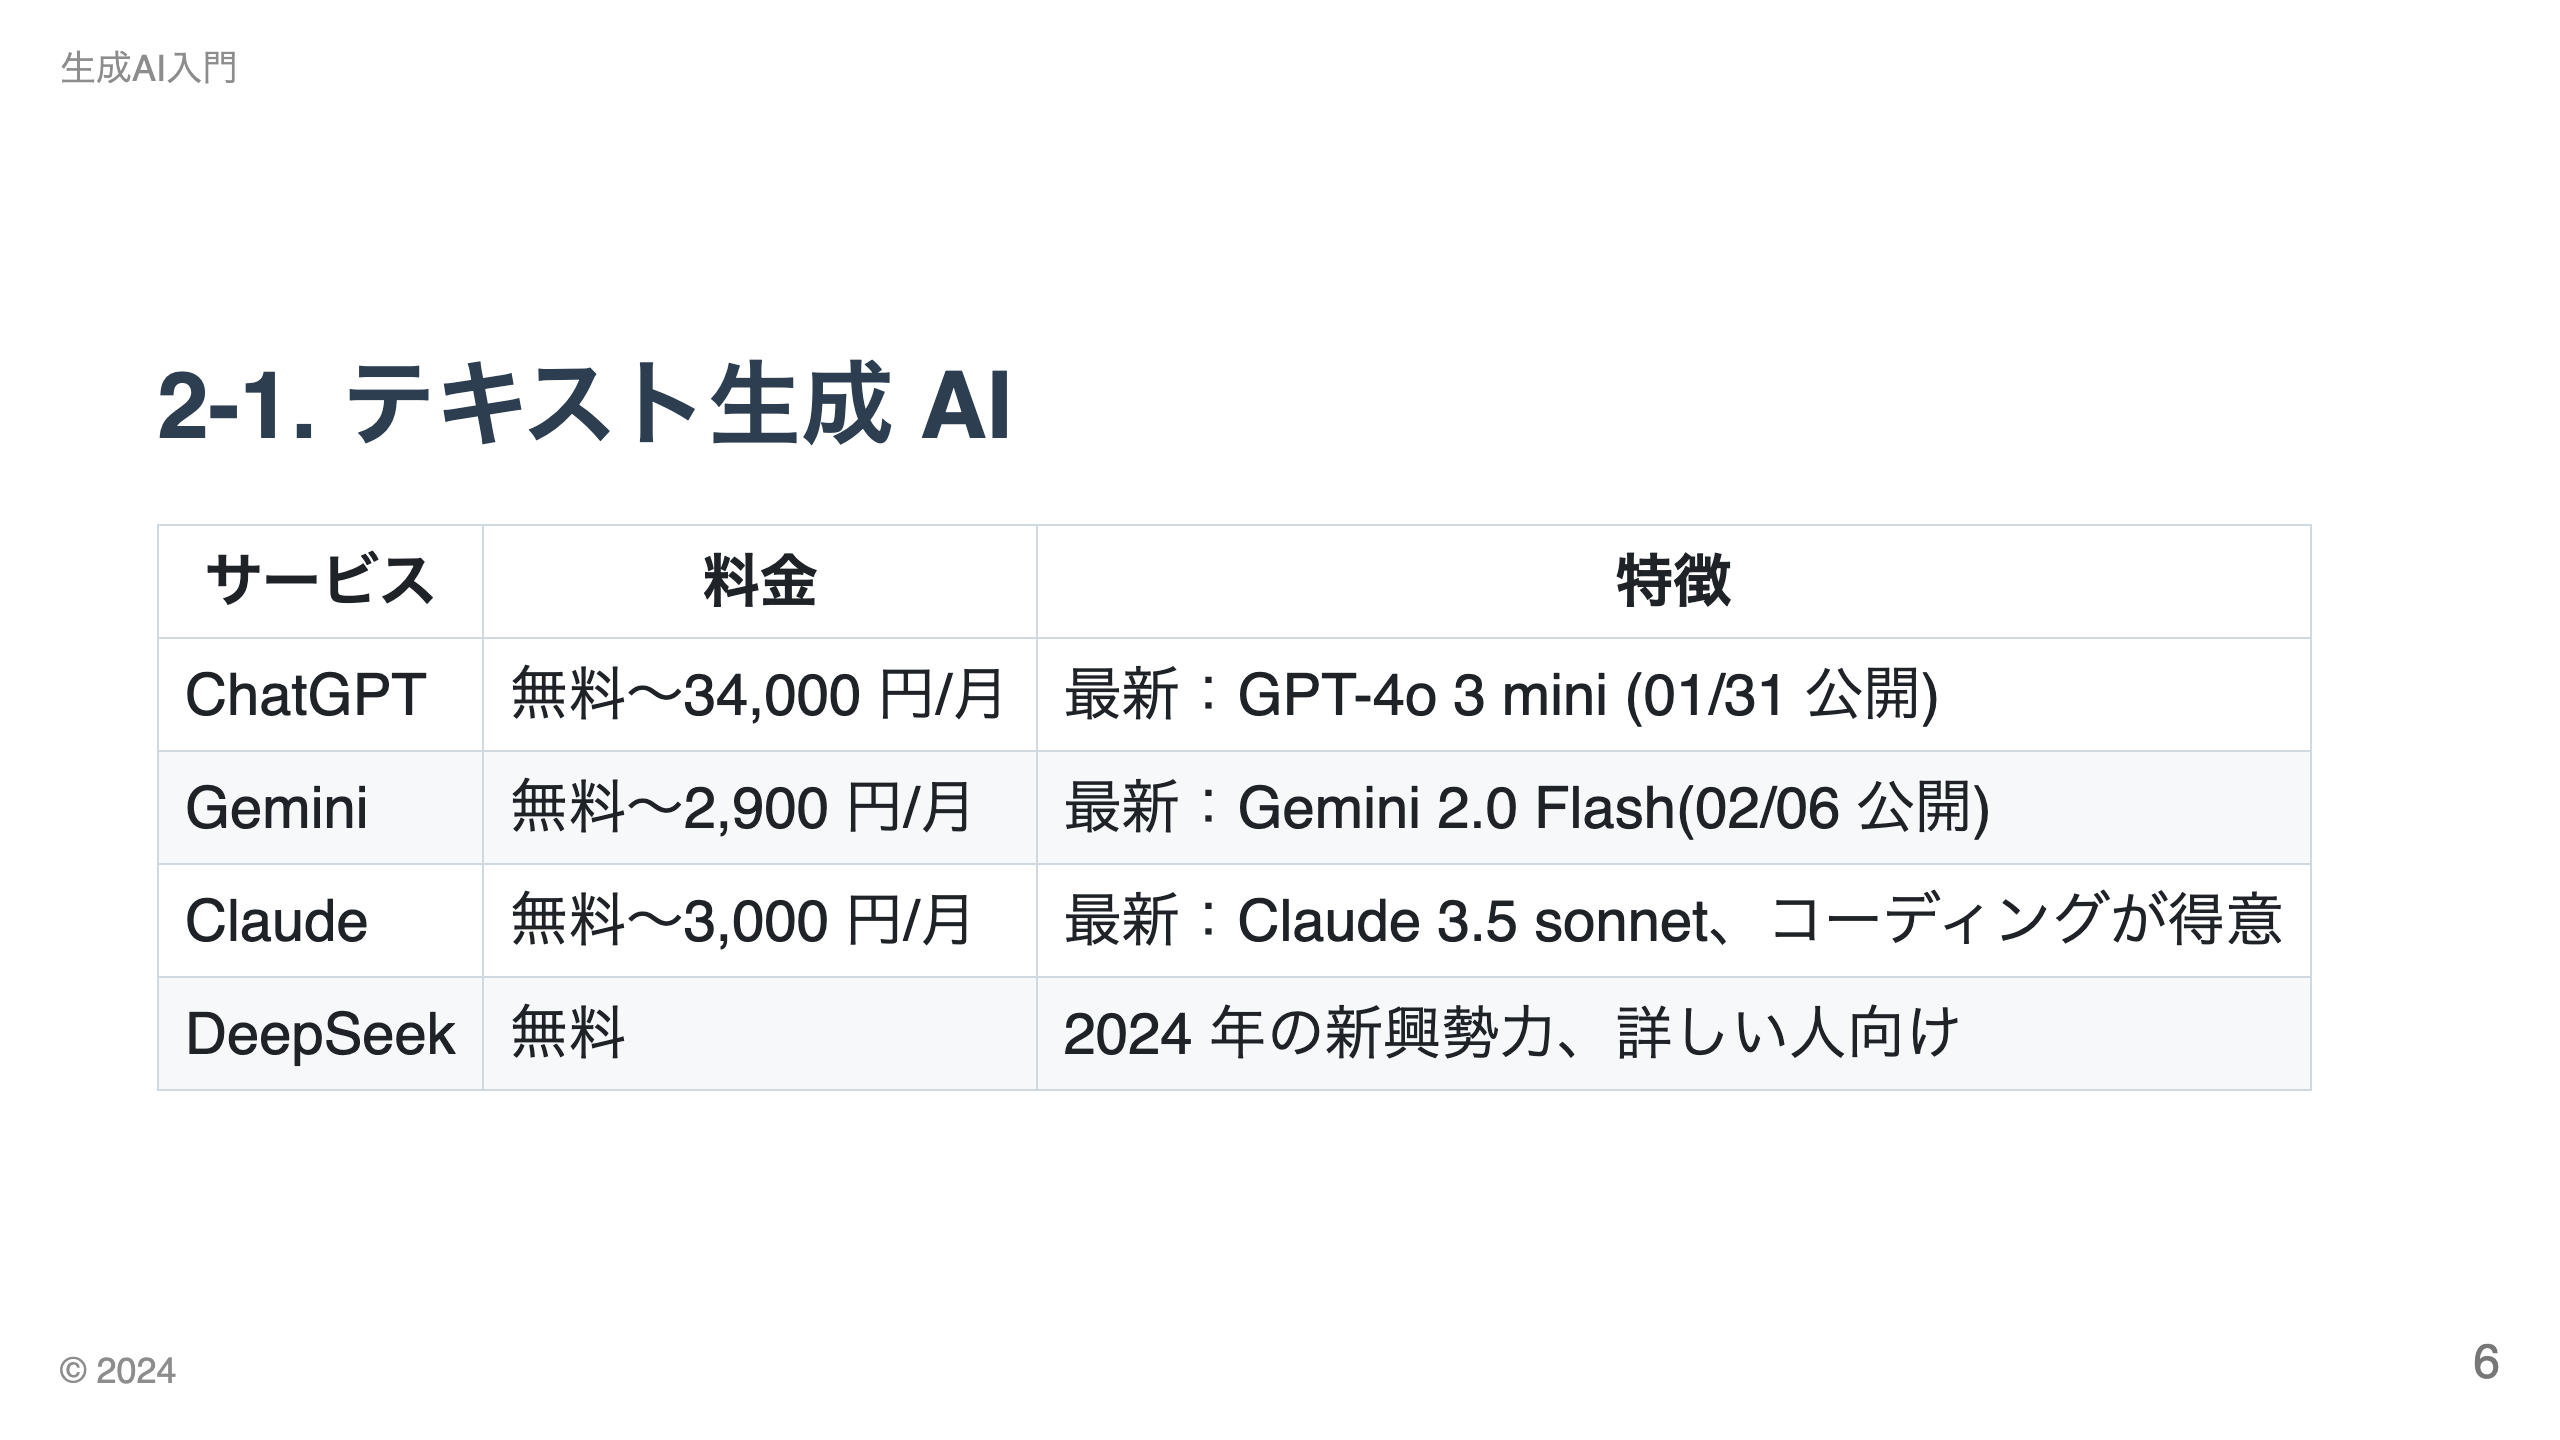 生成AI入門
2-1. テキスト生成 AI
サービス 料金 特徴
ChatGPT 無料〜34,000 円/月 最新：GPT-4o 3 mini (01/31 公開)
Gemini 無料〜2,900 円/月 最新：Gemini 2.0 Flash(02/06 公開)
Claude 無料〜3,000 円/月 最新：Claude 3.5 sonnet、コーディングが得意
DeepSeek 無料 2024 年の新興勢力、詳しい人向け
© 2024
6